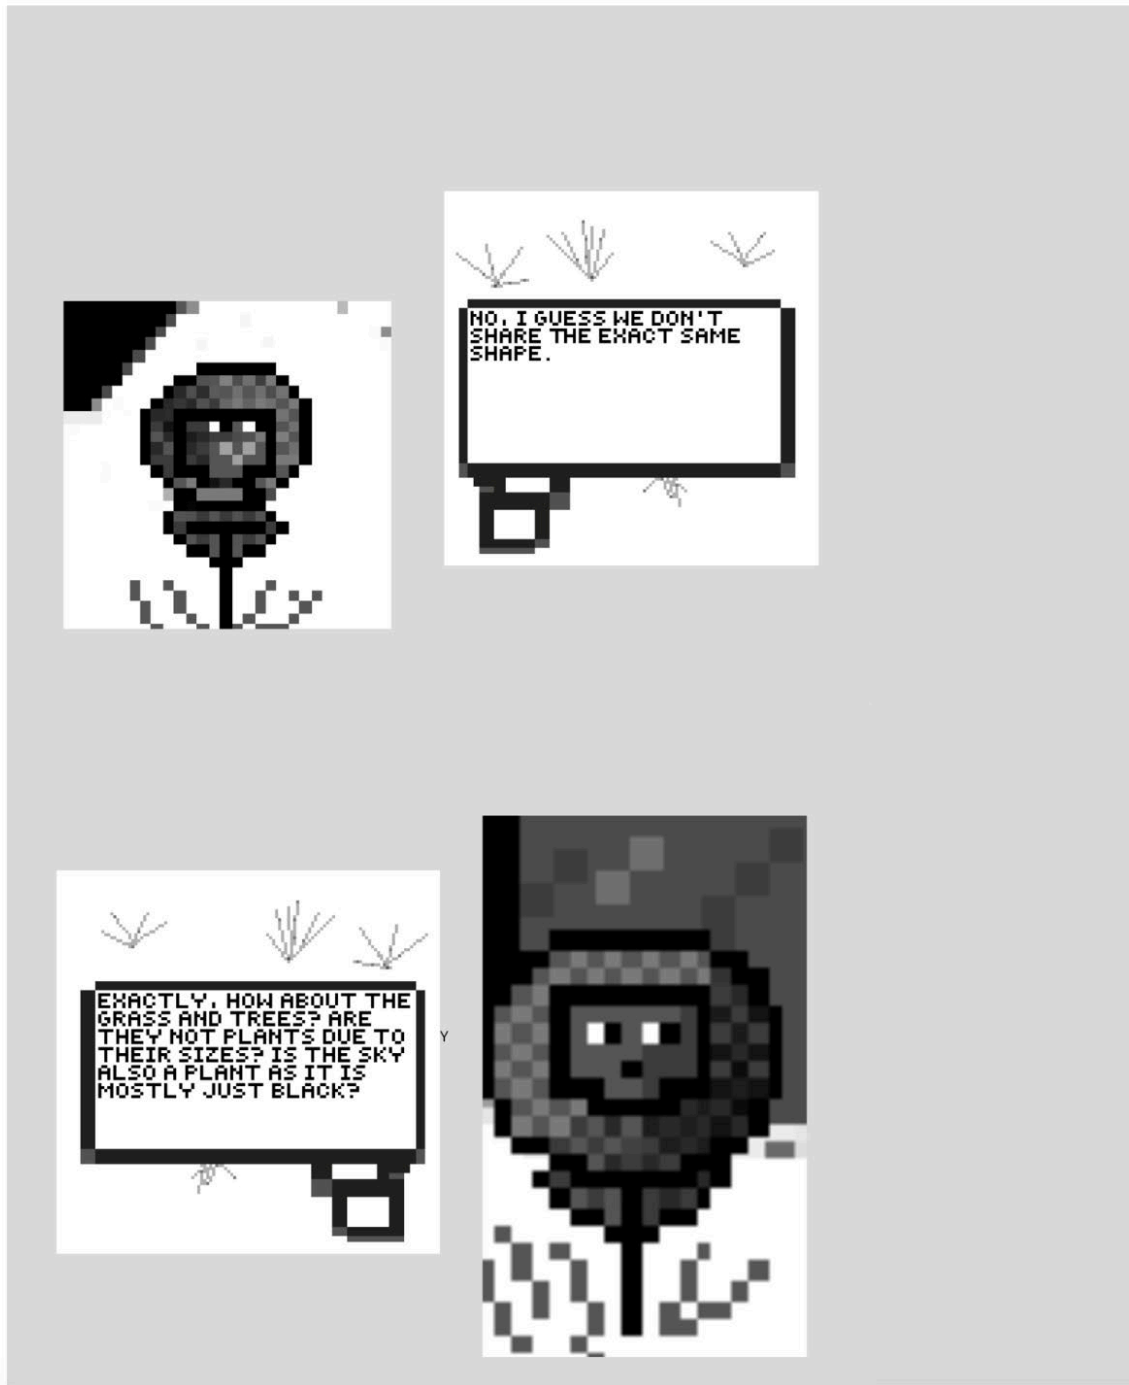 NO, I GUESS WE DON'T
SHARE THE EXACT SAME
SHAPE.
EXACTLY, HOW ABOUT THE
GRASS AND TREES? ARE
THEY NOT PLANTS DUE TO
THEIR SIZES? IS THE SKY
ALSO A PLANT AS IT IS
MOSTLY JUST BLACK?
Y